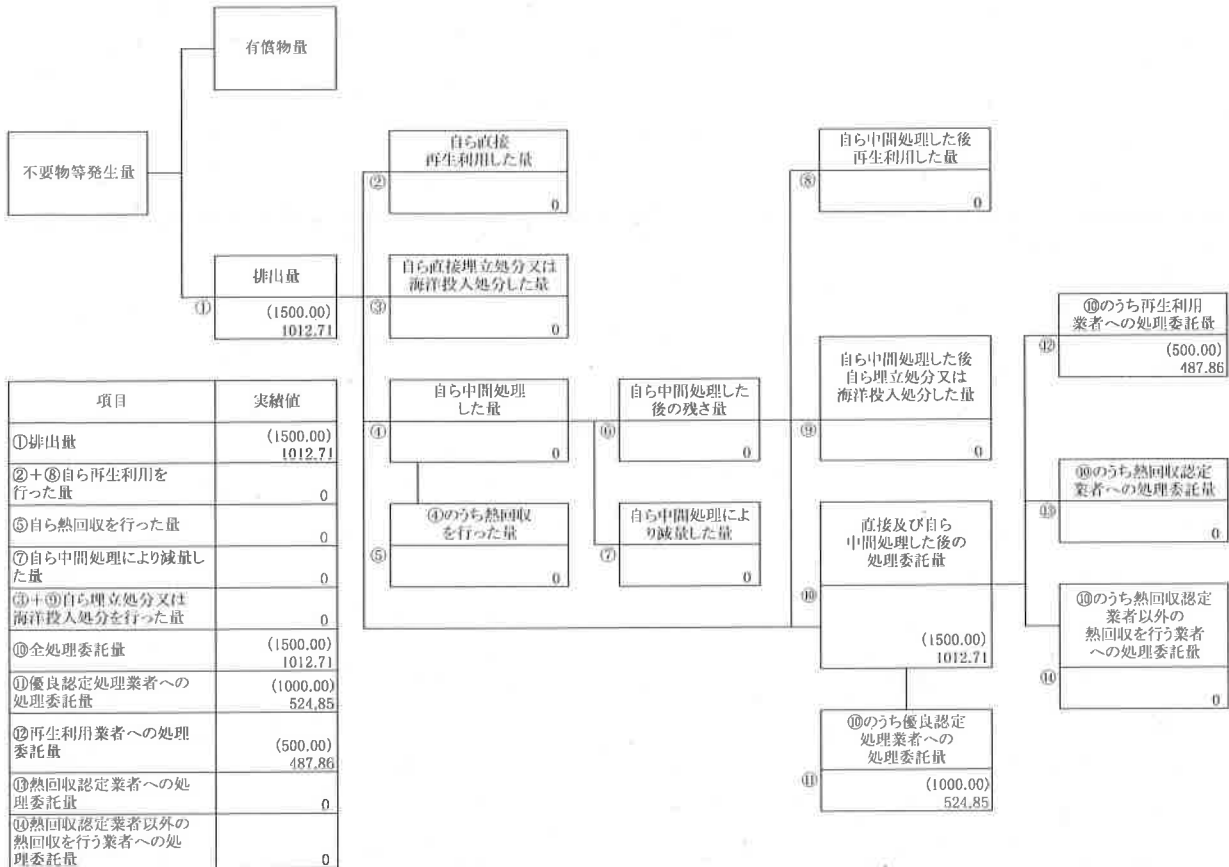 有償物量
不要物等発生量
自ら直接
再生利用した量
②
0
自ら中間処理した後
再生利用した量
⑧
0
排出量
①
(1500.00)
1012.71
自ら直接埋立処分又は
海洋投入処分した量
③
0
⑩のうち再生利用
業者への処理委託量
⑫
(500.00)
487.86
自ら中間処理
した量
④
0
自ら中間処理した
後の残さ量
⑥
0
自ら中間処理した後
自ら埋立処分又は
海洋投入処分した量
⑨
0
⑩のうち熱回収認定
業者への処理委託量
⑬
0
④のうち熱回収
を行った量
⑤
0
自ら中間処理によ
り減量した量
⑦
0
直接及び自ら
中間処理した後の
処理委託量
⑩
(1500.00)
1012.71
⑩のうち熱回収認定
業者以外の
熱回収を行う業者
への処理委託量
⑭
0
⑩のうち優良認定
処理業者への
処理委託量
⑪
(1000.00)
524.85
項目 実績値
①排出量 (1500.00)
1012.71
②+⑧自ら再生利用を
行った量 0
⑤自ら熱回収を行った量 0
⑦自ら中間処理により減量し
た量 0
③+⑨自ら埋立処分又は
海洋投入処分を行った量 0
⑩全処理委託量 (1500.00)
1012.71
⑪優良認定処理業者への
処理委託量 (1000.00)
524.85
⑫再生利用業者への処理
委託量 (500.00)
487.86
⑬熱回収認定業者への処
理委託量 0
⑭熱回収認定業者以外の
熱回収を行う業者への処
理委託量 0